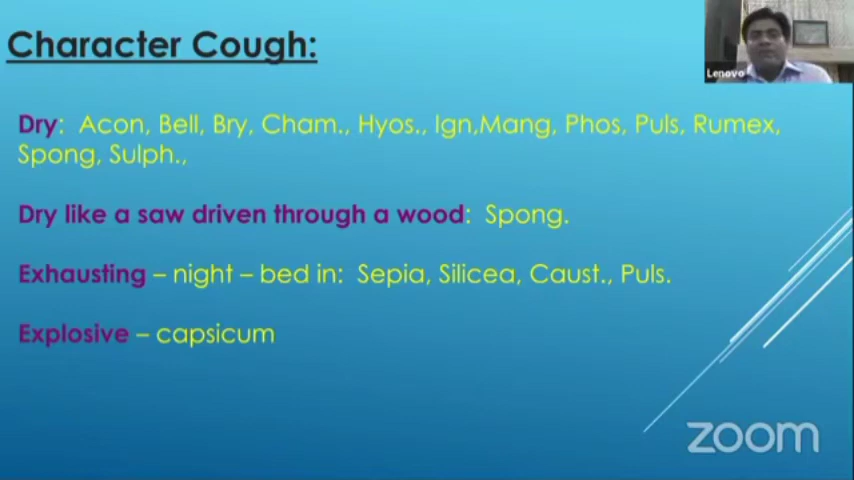 Character Cough:
Lenovo
Dry: Acon, Bell, Bry, Cham., Hyos., Ign,Mang, Phos, Puls, Rumex,
Spong, Sulph.,
Dry like a saw driven through a wood: Spong.
Exhausting – night – bed in: Sepia, Silicea, Caust., Puls.
Explosive – capsicum
zoom